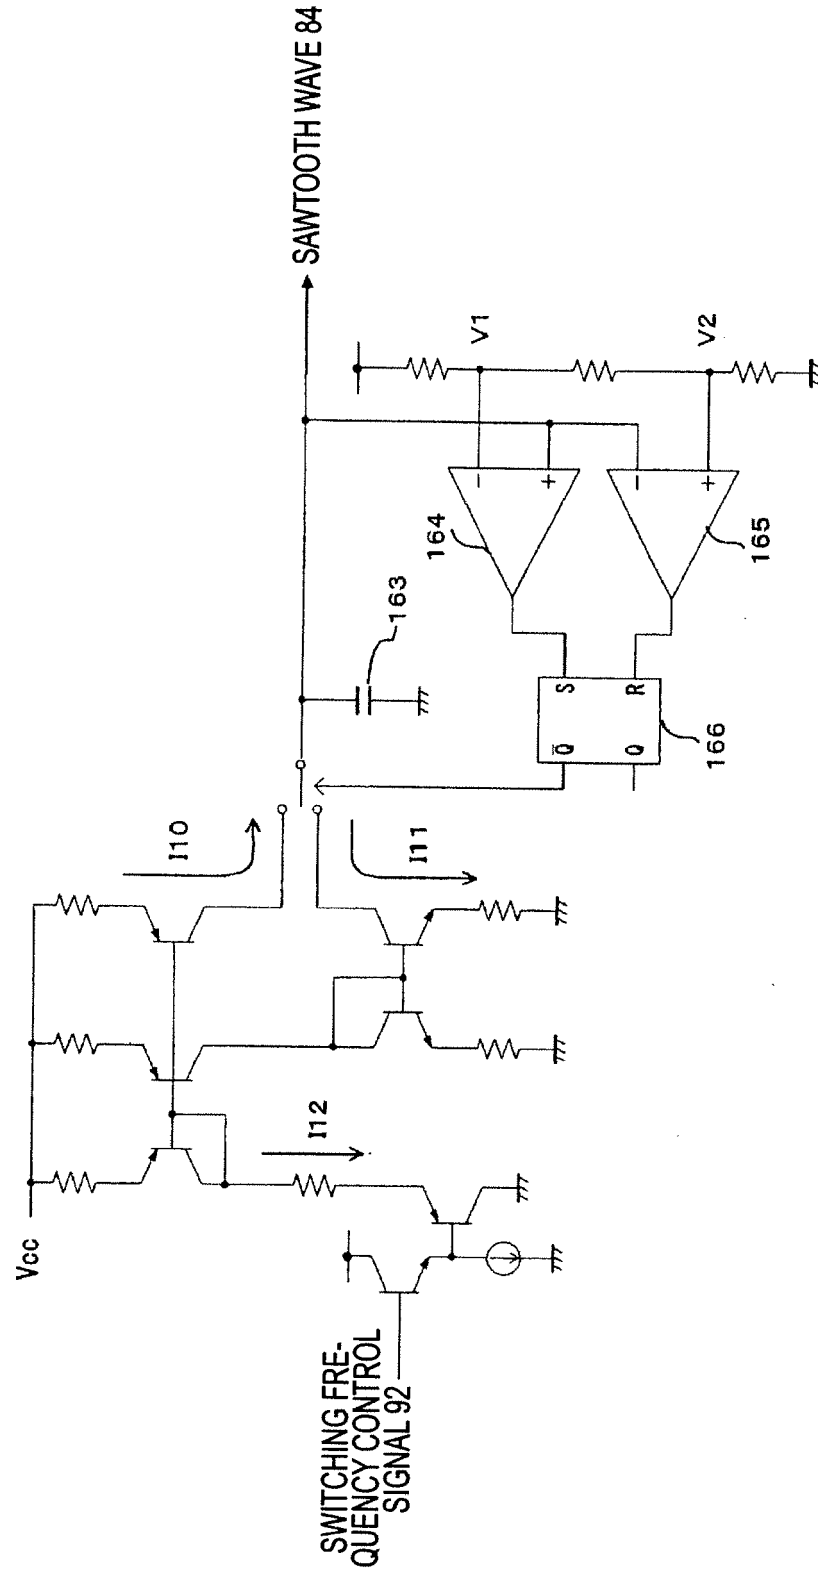 SWITCHING FRE-
QUENCY CONTROL
SIGNAL 92
Vcc
I12
I10
I11
163
SAWTOOTH WAVE 84
Q̅
S
Q
R
166
164
-
+
165
-
+
V1
V2